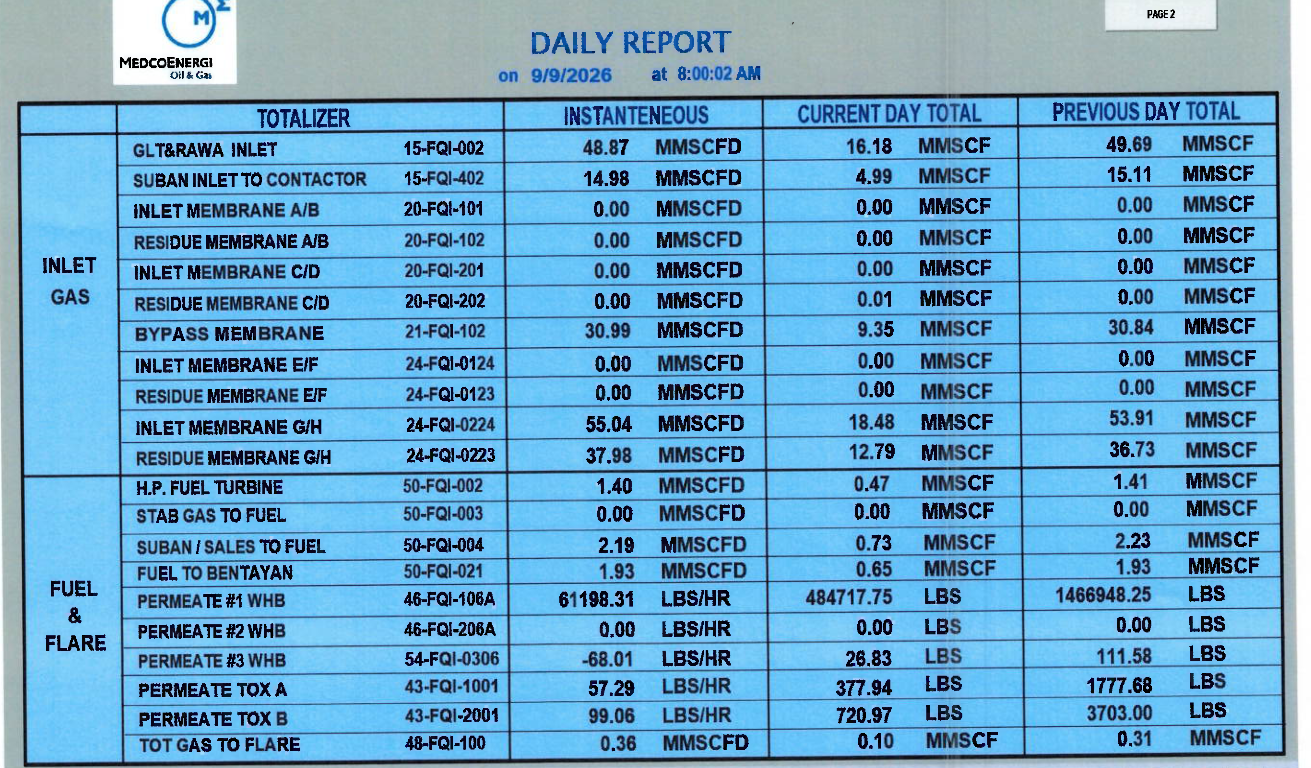 MΣ
MEDCOENERGI
Oil & Gas
PAGE 2
DAILY REPORT
on 9/9/2026 at 8:00:02 AM
TOTALIZER INSTANTENEOUS CURRENT DAY TOTAL PREVIOUS DAY TOTAL
INLET GAS
GLT&RAWA INLET 15-FQI-002 48.87 MMSCFD 16.18 MMSCF 49.69 MMSCF
SUBAN INLET TO CONTACTOR 15-FQI-402 14.98 MMSCFD 4.99 MMSCF 15.11 MMSCF
INLET MEMBRANE A/B 20-FQI-101 0.00 MMSCFD 0.00 MMSCF 0.00 MMSCF
RESIDUE MEMBRANE A/B 20-FQI-102 0.00 MMSCFD 0.00 MMSCF 0.00 MMSCF
INLET MEMBRANE C/D 20-FQI-201 0.00 MMSCFD 0.00 MMSCF 0.00 MMSCF
RESIDUE MEMBRANE C/D 20-FQI-202 0.00 MMSCFD 0.01 MMSCF 0.00 MMSCF
BYPASS MEMBRANE 21-FQI-102 30.99 MMSCFD 9.35 MMSCF 30.84 MMSCF
INLET MEMBRANE E/F 24-FQI-0124 0.00 MMSCFD 0.00 MMSCF 0.00 MMSCF
RESIDUE MEMBRANE E/F 24-FQI-0123 0.00 MMSCFD 0.00 MMSCF 0.00 MMSCF
INLET MEMBRANE G/H 24-FQI-0224 55.04 MMSCFD 18.48 MMSCF 53.91 MMSCF
RESIDUE MEMBRANE G/H 24-FQI-0223 37.98 MMSCFD 12.79 MMSCF 36.73 MMSCF
FUEL & FLARE
H.P. FUEL TURBINE 50-FQI-002 1.40 MMSCFD 0.47 MMSCF 1.41 MMSCF
STAB GAS TO FUEL 50-FQI-003 0.00 MMSCFD 0.00 MMSCF 0.00 MMSCF
SUBAN / SALES TO FUEL 50-FQI-004 2.19 MMSCFD 0.73 MMSCF 2.23 MMSCF
FUEL TO BENTAYAN 50-FQI-021 1.93 MMSCFD 0.65 MMSCF 1.93 MMSCF
PERMEATE #1 WHB 46-FQI-106A 61198.31 LBS/HR 484717.75 LBS 1466948.25 LBS
PERMEATE #2 WHB 46-FQI-206A 0.00 LBS/HR 0.00 LBS 0.00 LBS
PERMEATE #3 WHB 54-FQI-0306 -68.01 LBS/HR 26.83 LBS 111.58 LBS
PERMEATE TOX A 43-FQI-1001 57.29 LBS/HR 377.94 LBS 1777.68 LBS
PERMEATE TOX B 43-FQI-2001 99.06 LBS/HR 720.97 LBS 3703.00 LBS
TOT GAS TO FLARE 48-FQI-100 0.36 MMSCFD 0.10 MMSCF 0.31 MMSCF